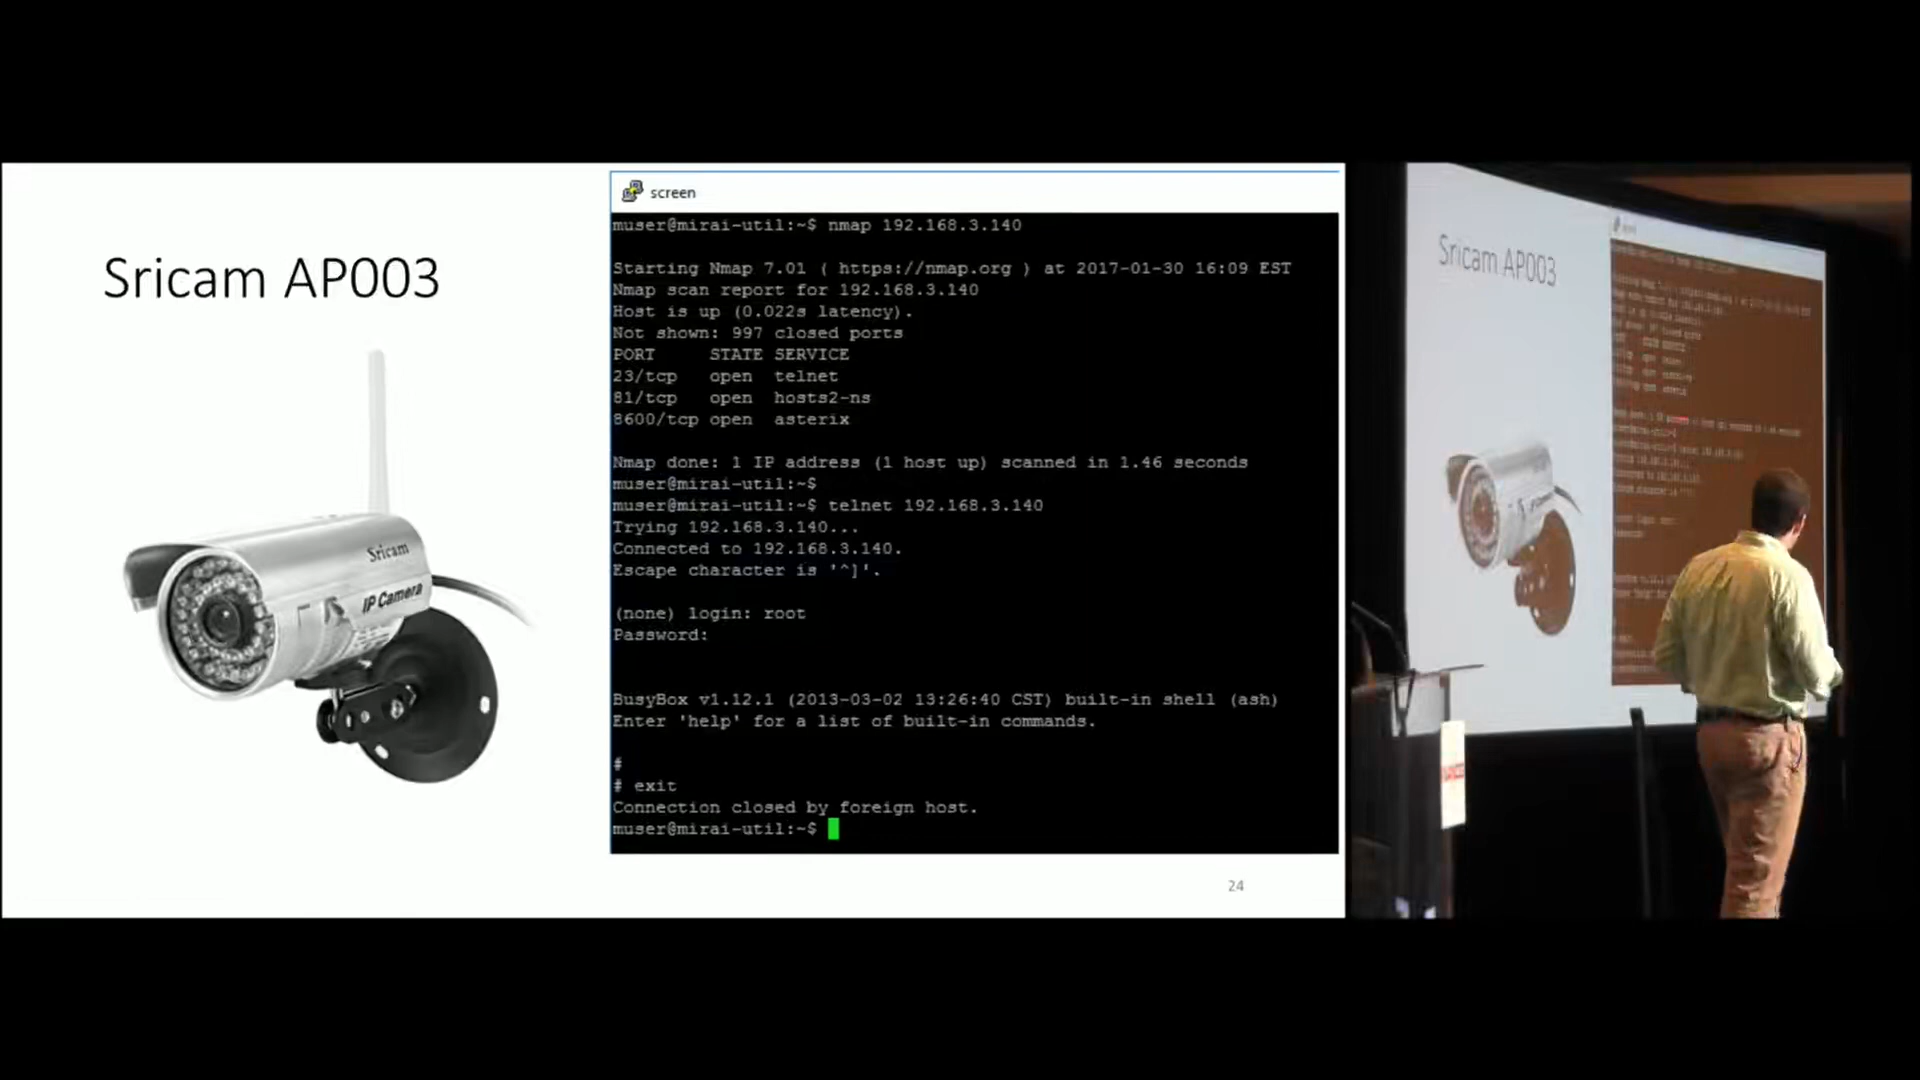 Sricam AP003
Sricam
IP Camera
screen
muser@mirai-util:~$ nmap 192.168.3.140
Starting Nmap 7.01 ( https://nmap.org ) at 2017-01-30 16:09 EST
Nmap scan report for 192.168.3.140
Host is up (0.022s latency).
Not shown: 997 closed ports
PORT     STATE SERVICE
23/tcp   open  telnet
81/tcp   open  hosts2-ns
8600/tcp open  asterix
Nmap done: 1 IP address (1 host up) scanned in 1.46 seconds
muser@mirai-util:~$
muser@mirai-util:~$ telnet 192.168.3.140
Trying 192.168.3.140...
Connected to 192.168.3.140.
Escape character is '^]'.
(none) login: root
Password:
BusyBox v1.12.1 (2013-03-02 13:26:40 CST) built-in shell (ash)
Enter 'help' for a list of built-in commands.
#
# exit
Connection closed by foreign host.
muser@mirai-util:~$
24
Sricam AP003